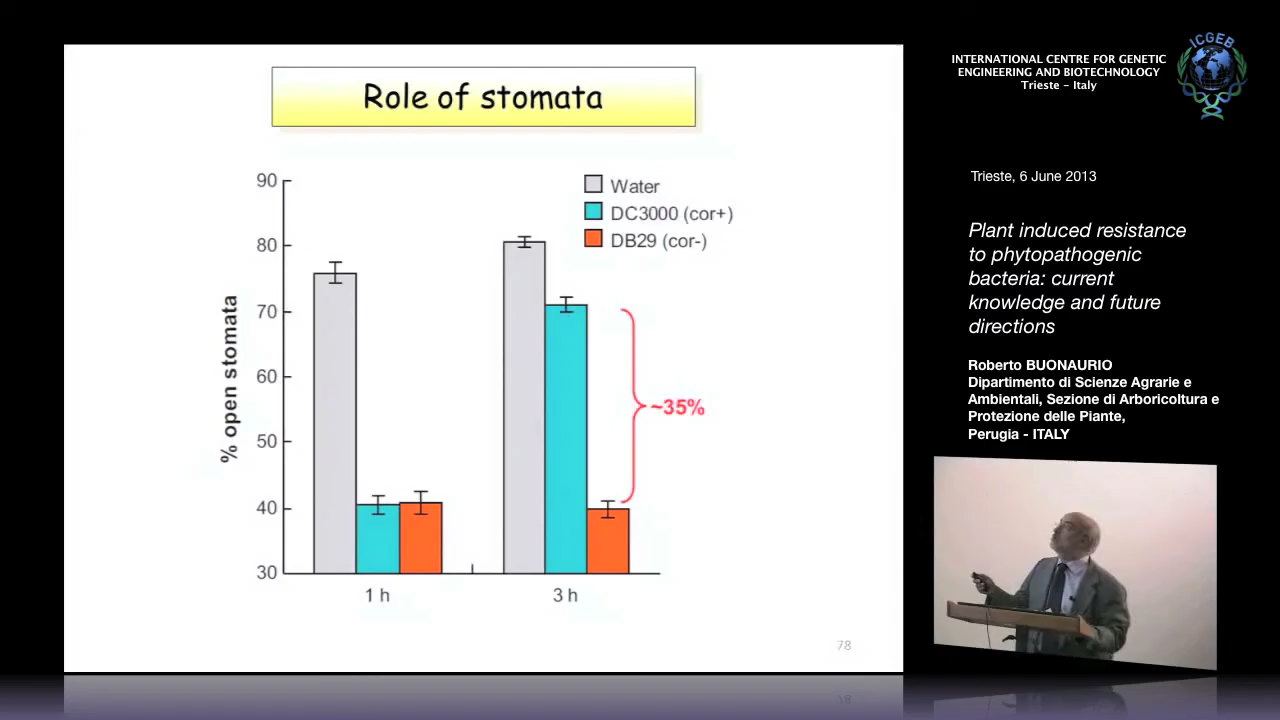 Role of stomata
90
80
70
60
50
40
30
% open stomata
Water
DC3000 (cor+)
DB29 (cor-)
~35%
1 h
3 h
78
INTERNATIONAL CENTRE FOR GENETIC
ENGINEERING AND BIOTECHNOLOGY
Trieste - Italy
ICGEB
Trieste, 6 June 2013
Plant induced resistance
to phytopathogenic
bacteria: current
knowledge and future
directions
Roberto BUONAURIO
Dipartimento di Scienze Agrarie e
Ambientali, Sezione di Arboricoltura e
Protezione delle Piante,
Perugia - ITALY